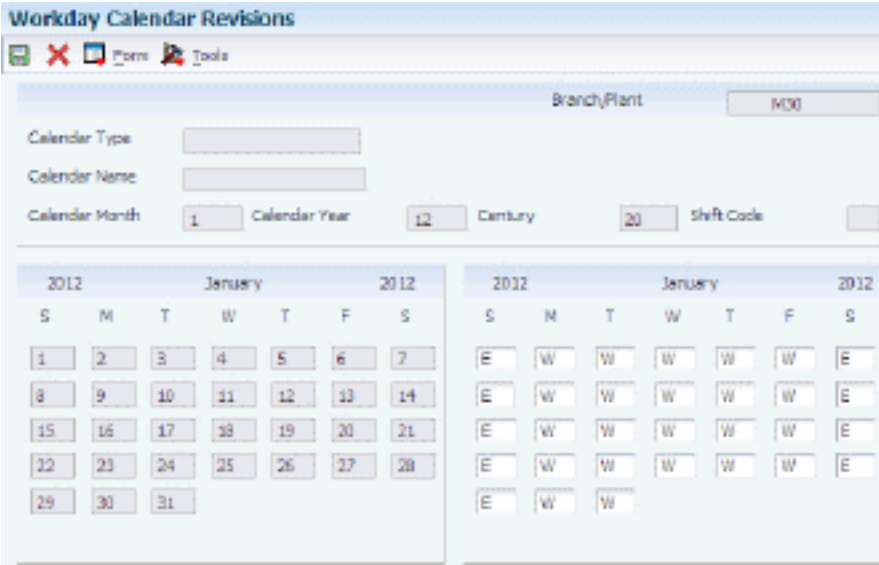 Workday Calendar Revisions
Form Tools
Branch/Plant M30
Calendar Type
Calendar Name
Calendar Month 1 Calendar Year 12 Century 20 Shift Code
2012 January 2012 2012 January 2012
S M T W T F S S M T W T F S
1 2 3 4 5 6 7 E W W W W W E
8 9 10 11 12 13 14 E W W W W W E
15 16 17 18 19 20 21 E W W W W W E
22 23 24 25 26 27 28 E W W W W W E
29 30 31 E W W